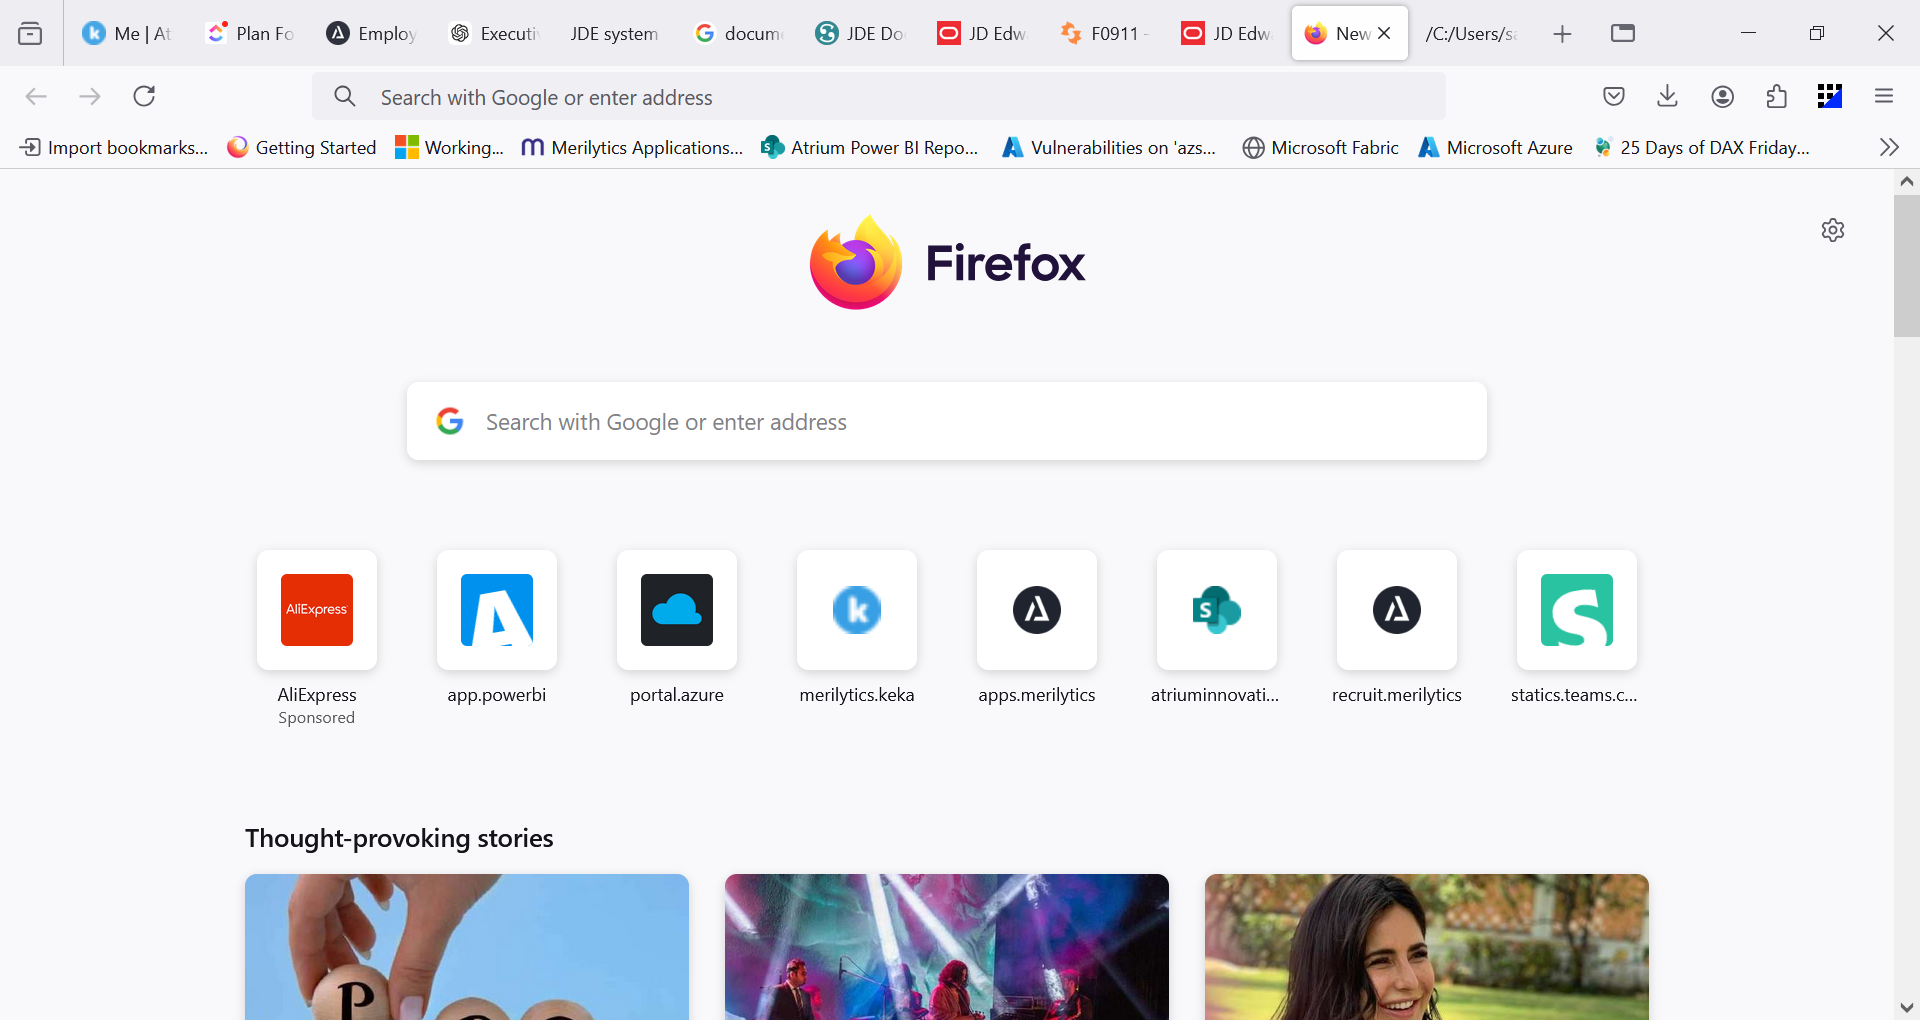 Me | At
Plan Fo
Employ
Executi
JDE system
docum
JDE Do
JD Edw
F0911 -
JD Edw
New
/C:/Users/sa
Search with Google or enter address
Import bookmarks...
Getting Started
Working...
Merilytics Applications...
Atrium Power BI Repo...
Vulnerabilities on 'azs...
Microsoft Fabric
Microsoft Azure
25 Days of DAX Friday...
Firefox
Search with Google or enter address
AliExpress
AliExpress
Sponsored
app.powerbi
portal.azure
merilytics.keka
apps.merilytics
atriuminnovati...
recruit.merilytics
statics.teams.c...
Thought-provoking stories
P